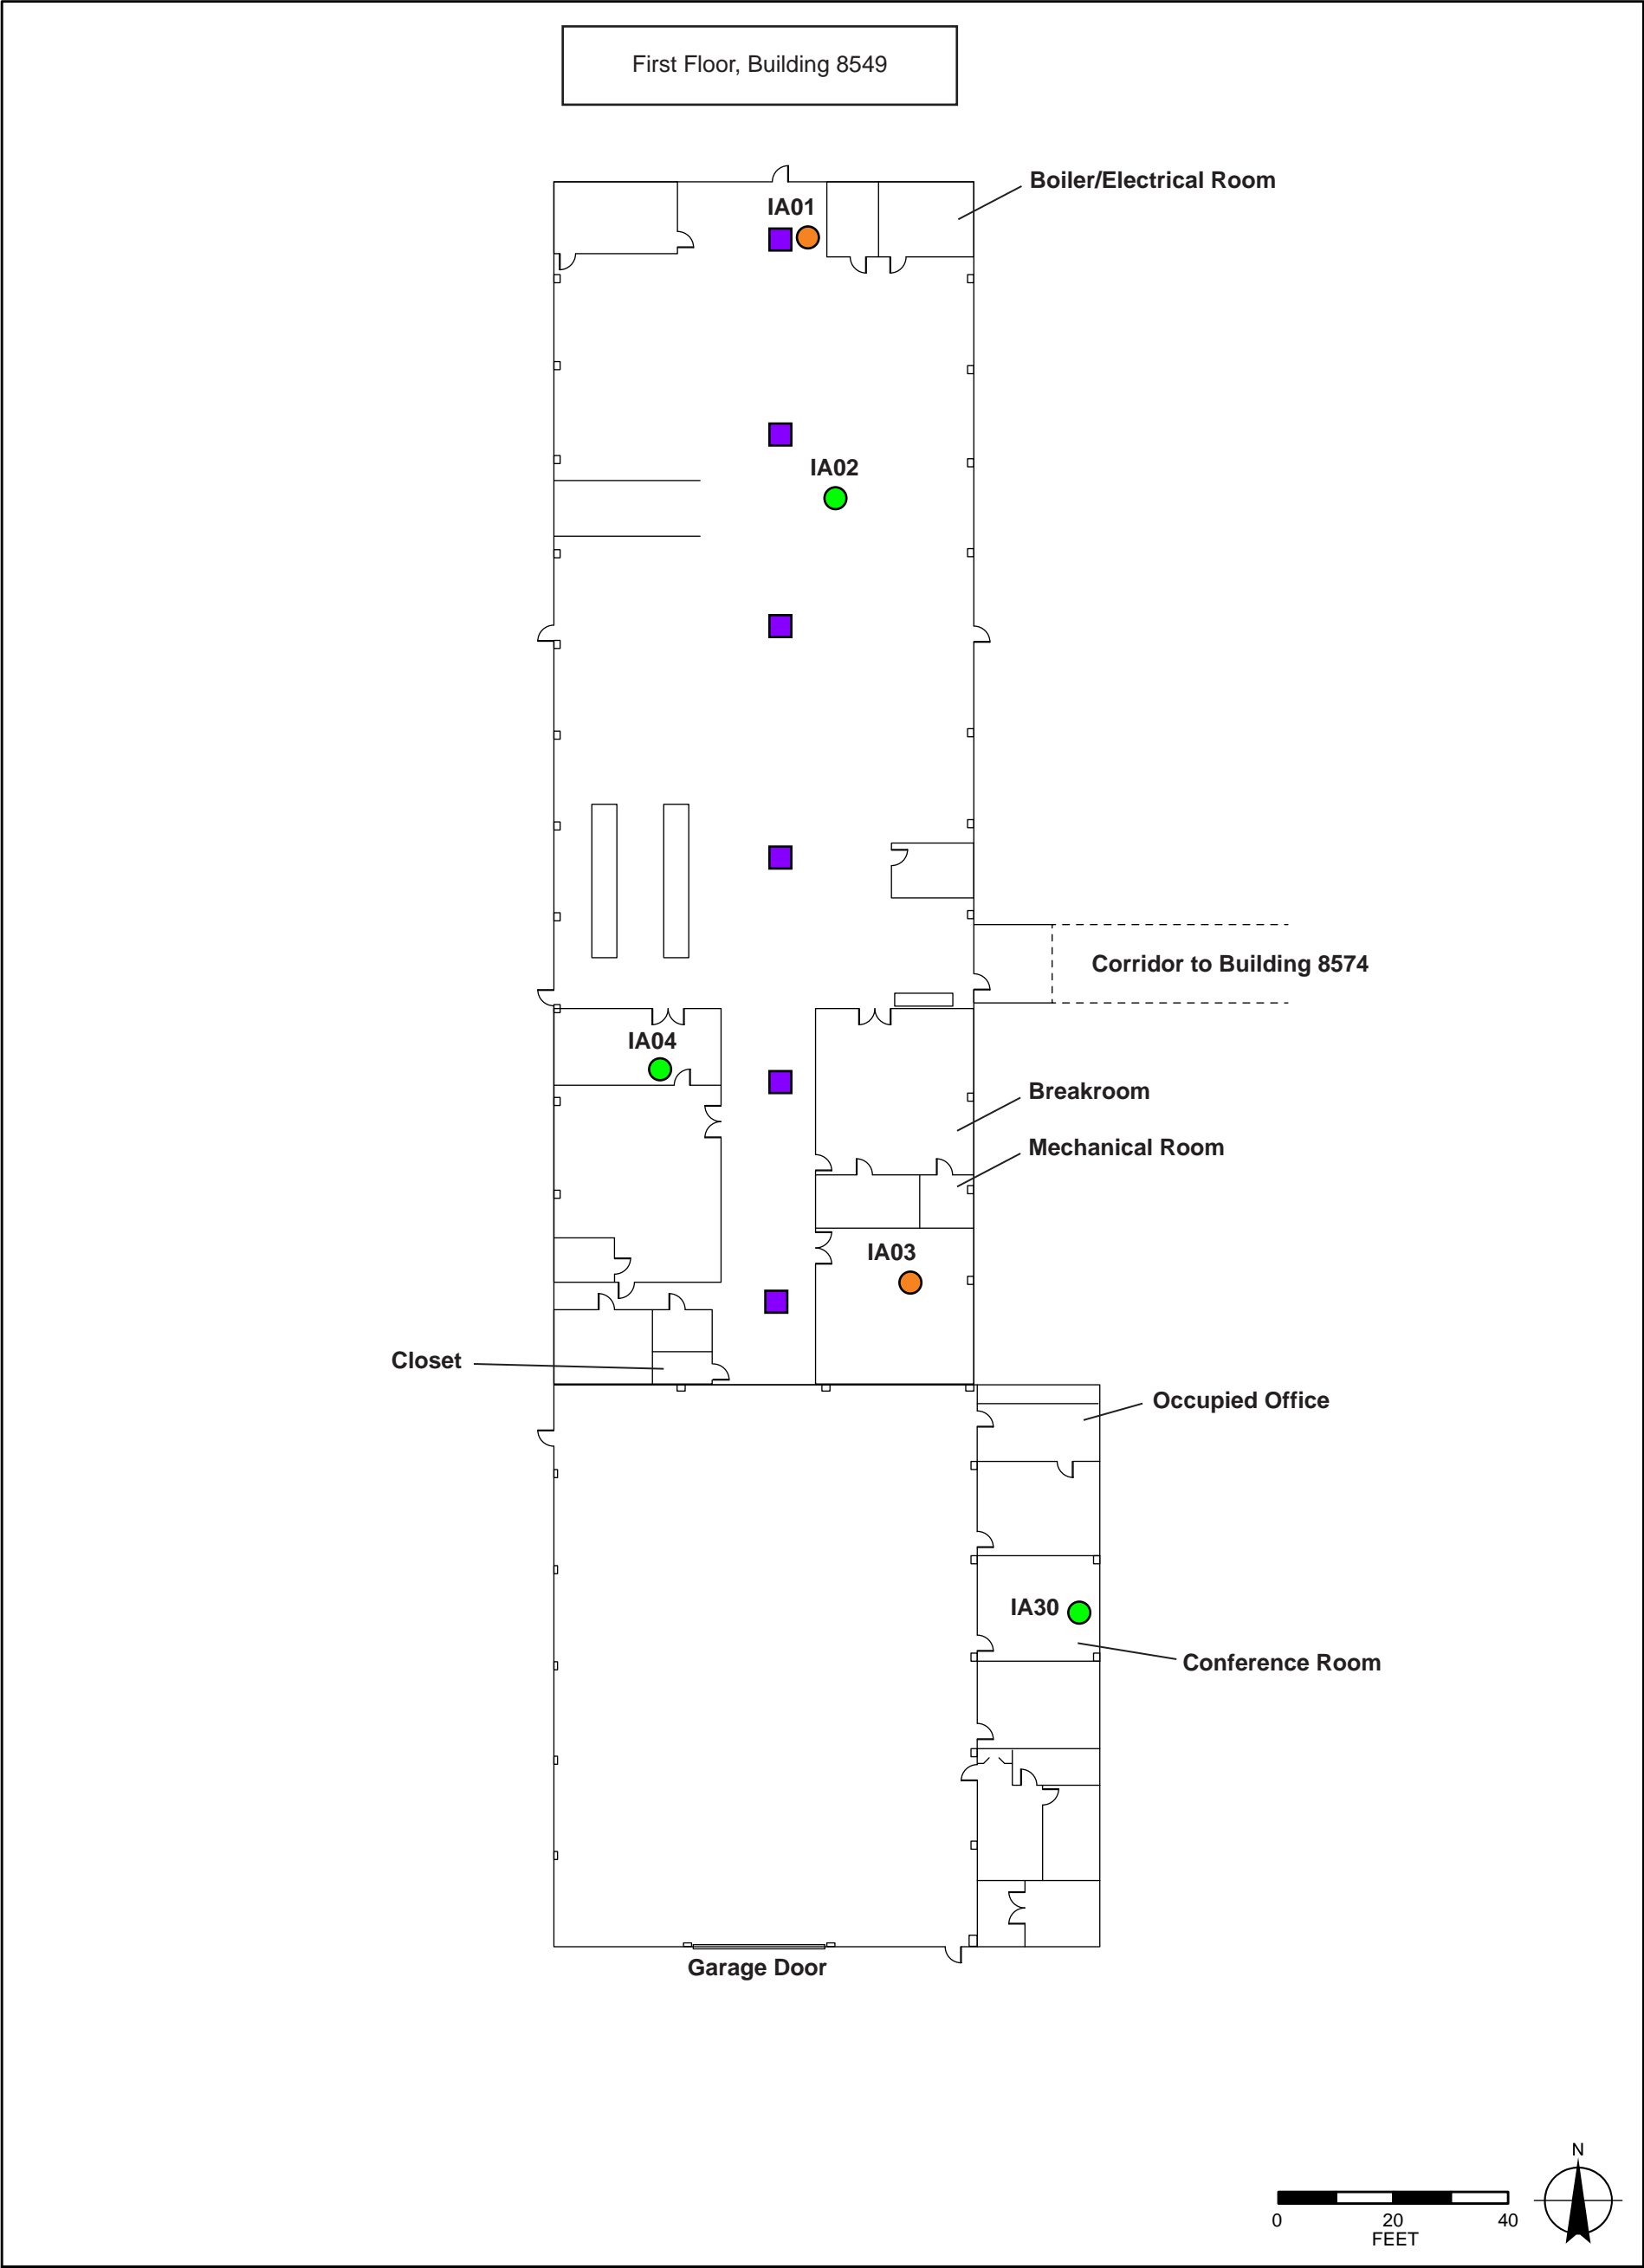 First Floor, Building 8549
Boiler/Electrical Room
IA01
IA02
Corridor to Building 8574
IA04
Breakroom
Mechanical Room
IA03
Closet
Occupied Office
IA30
Conference Room
Garage Door
N
0 20 40
FEET